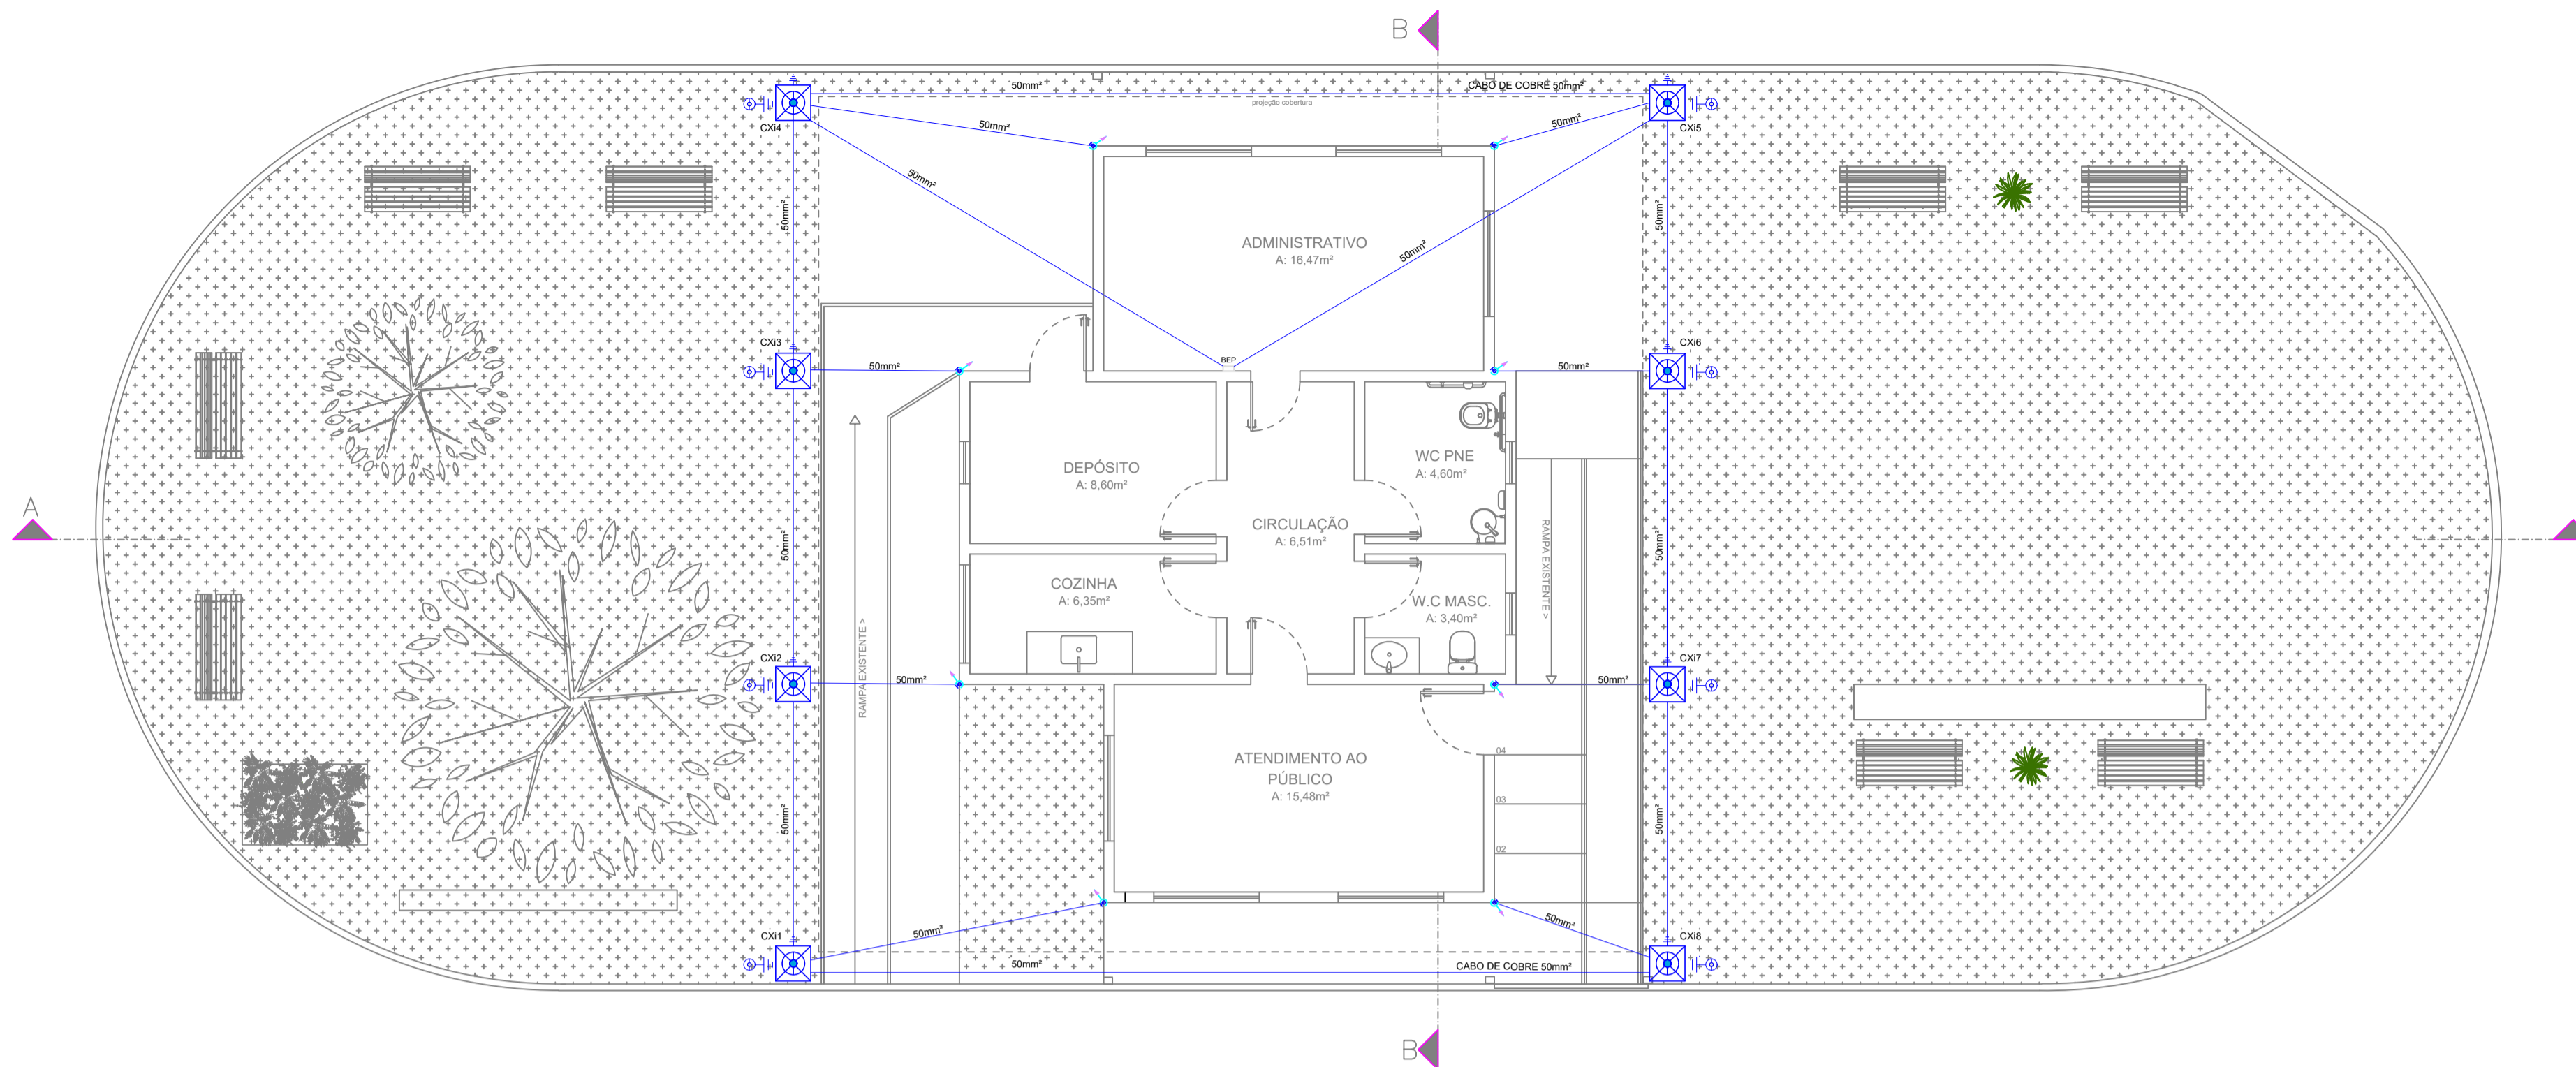 B
50mm²
CABO DE COBRE 50mm²
projeção cobertura
CXi4
50mm²
50mm²
CXi5
50mm²
50mm²
50mm²
50mm²
ADMINISTRATIVO
A: 16,47m²
50mm²
CXi3
50mm²
BEP
50mm²
CXi6
DEPÓSITO
A: 8,60m²
WC PNE
A: 4,60m²
A
CIRCULAÇÃO
A: 6,51m²
50mm²
RAMPA EXISTENTE >
50mm²
COZINHA
A: 6,35m²
W.C MASC.
A: 3,40m²
RAMPA EXISTENTE >
CXi2
50mm²
50mm²
CXi7
04
ATENDIMENTO AO
PÚBLICO
A: 15,48m²
03
50mm²
50mm²
02
CXi1
50mm²
50mm²
CXi8
50mm²
CABO DE COBRE 50mm²
B